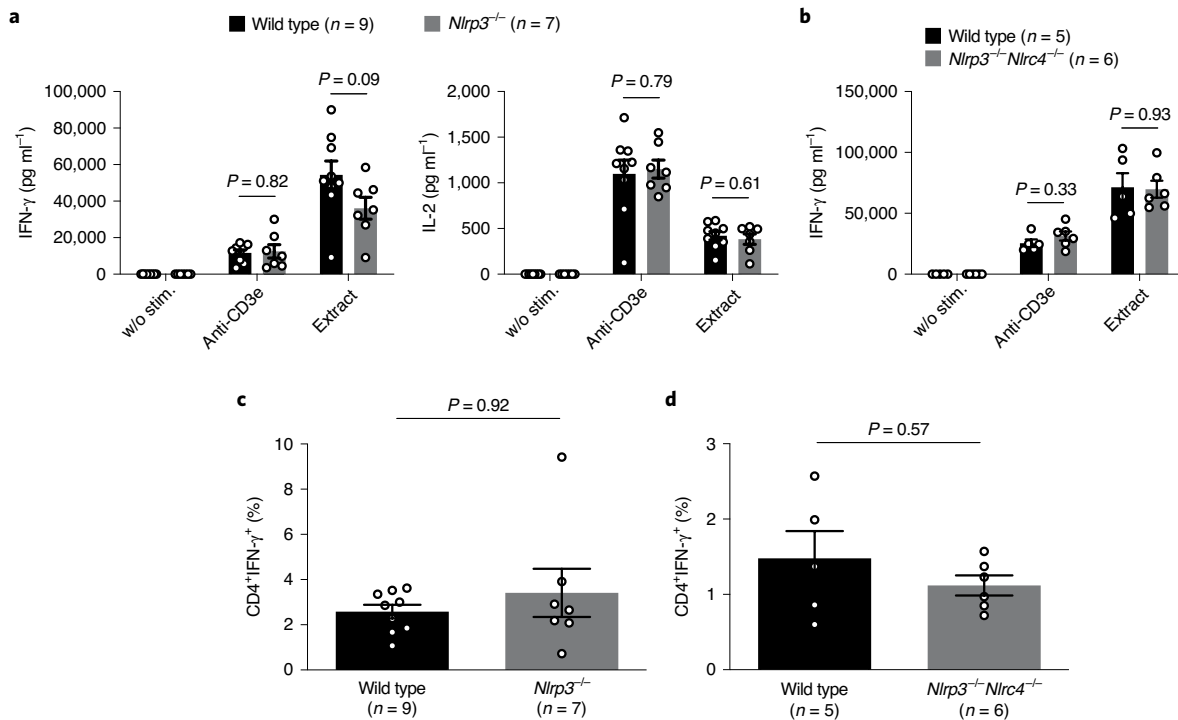 a
Wild type (n = 9)
Nlrp3–/– (n = 7)
IFN-γ (pg ml–1)
100,000
80,000
60,000
40,000
20,000
0
P = 0.82
P = 0.09
w/o stim.
Anti-CD3e
Extract
IL-2 (pg ml–1)
2,000
1,500
1,000
500
0
P = 0.79
P = 0.61
w/o stim.
Anti-CD3e
Extract
b
Wild type (n = 5)
Nlrp3–/–Nlrc4–/– (n = 6)
IFN-γ (pg ml–1)
150,000
100,000
50,000
0
P = 0.33
P = 0.93
w/o stim.
Anti-CD3e
Extract
c
P = 0.92
CD4+IFN-γ+ (%)
10
8
6
4
2
0
Wild type
(n = 9)
Nlrp3–/–
(n = 7)
d
P = 0.57
CD4+IFN-γ+ (%)
3
2
1
0
Wild type
(n = 5)
Nlrp3–/–Nlrc4–/–
(n = 6)